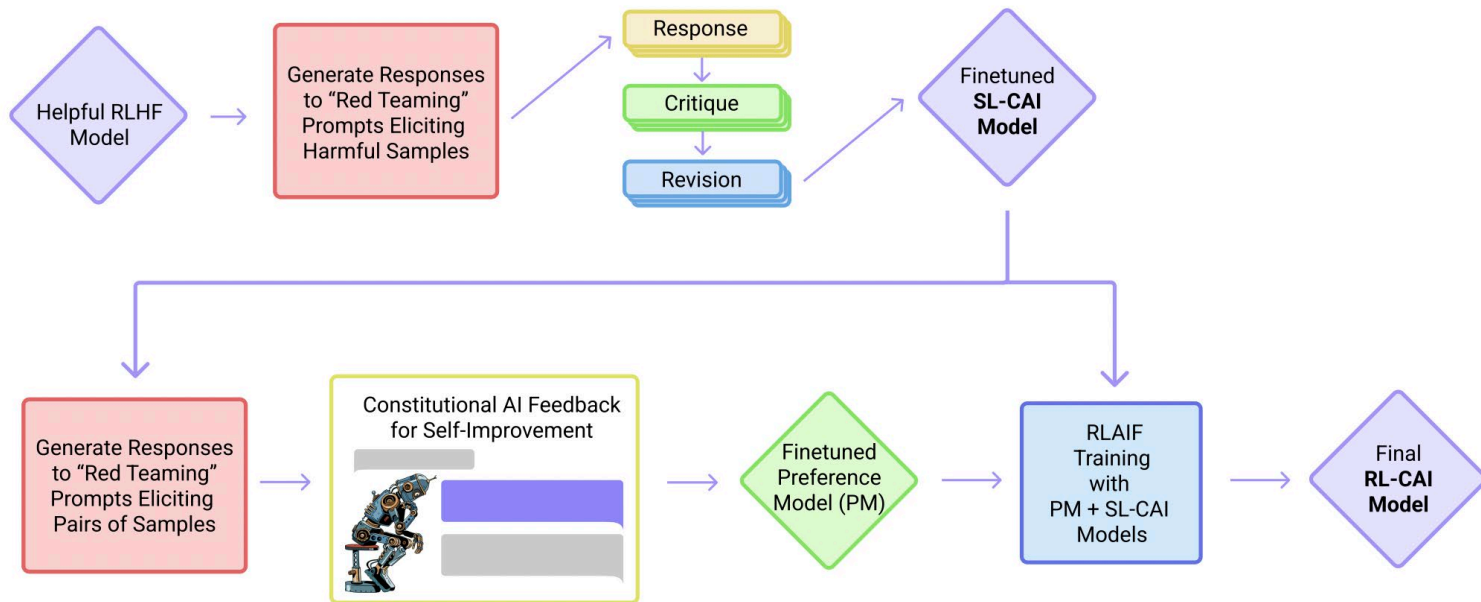 Helpful RLHF
Model
Generate Responses
to “Red Teaming”
Prompts Eliciting
Harmful Samples
Response
Critique
Revision
Finetuned
SL-CAI
Model
Generate Responses
to “Red Teaming”
Prompts Eliciting
Pairs of Samples
Constitutional AI Feedback
for Self-Improvement
Finetuned
Preference
Model (PM)
RLAIF
Training
with
PM + SL-CAI
Models
Final
RL-CAI
Model